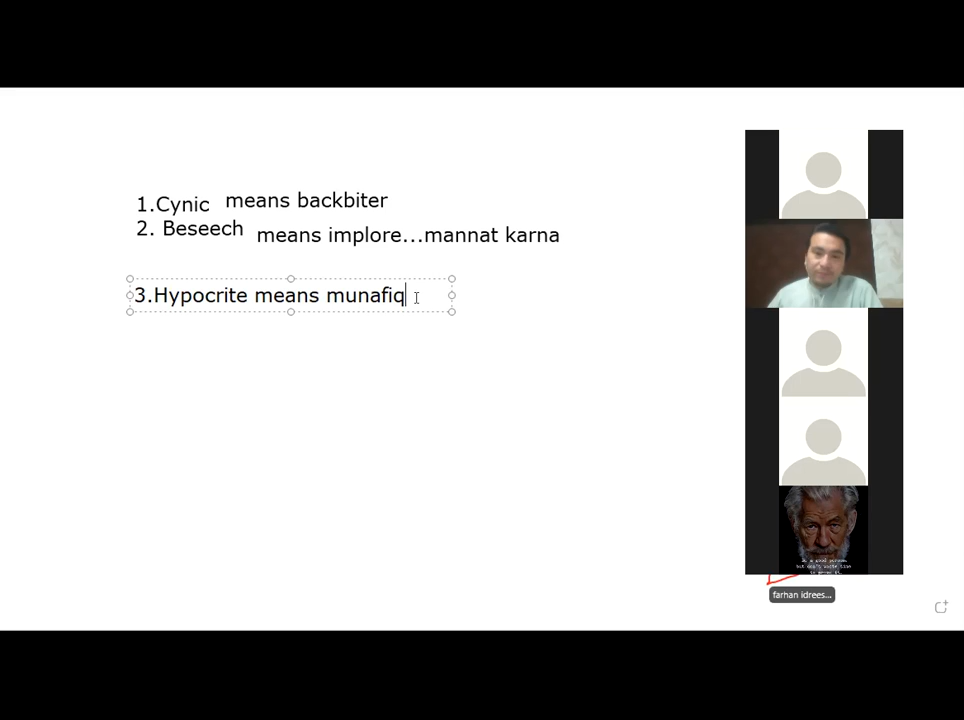 1.Cynic means backbiter
2. Beseech means implore...mannat karna
3.Hypocrite means munafiq
farhan idrees...